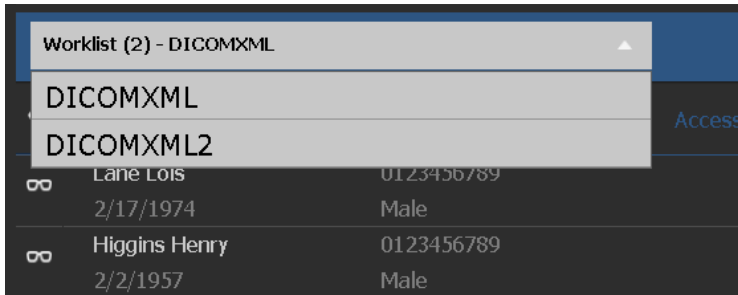 Worklist (2) - DICOMXML
DICOMXML
Access
DICOMXML2
Lane Lois 0123456789
2/17/1974 Male
Higgins Henry 0123456789
2/2/1957 Male